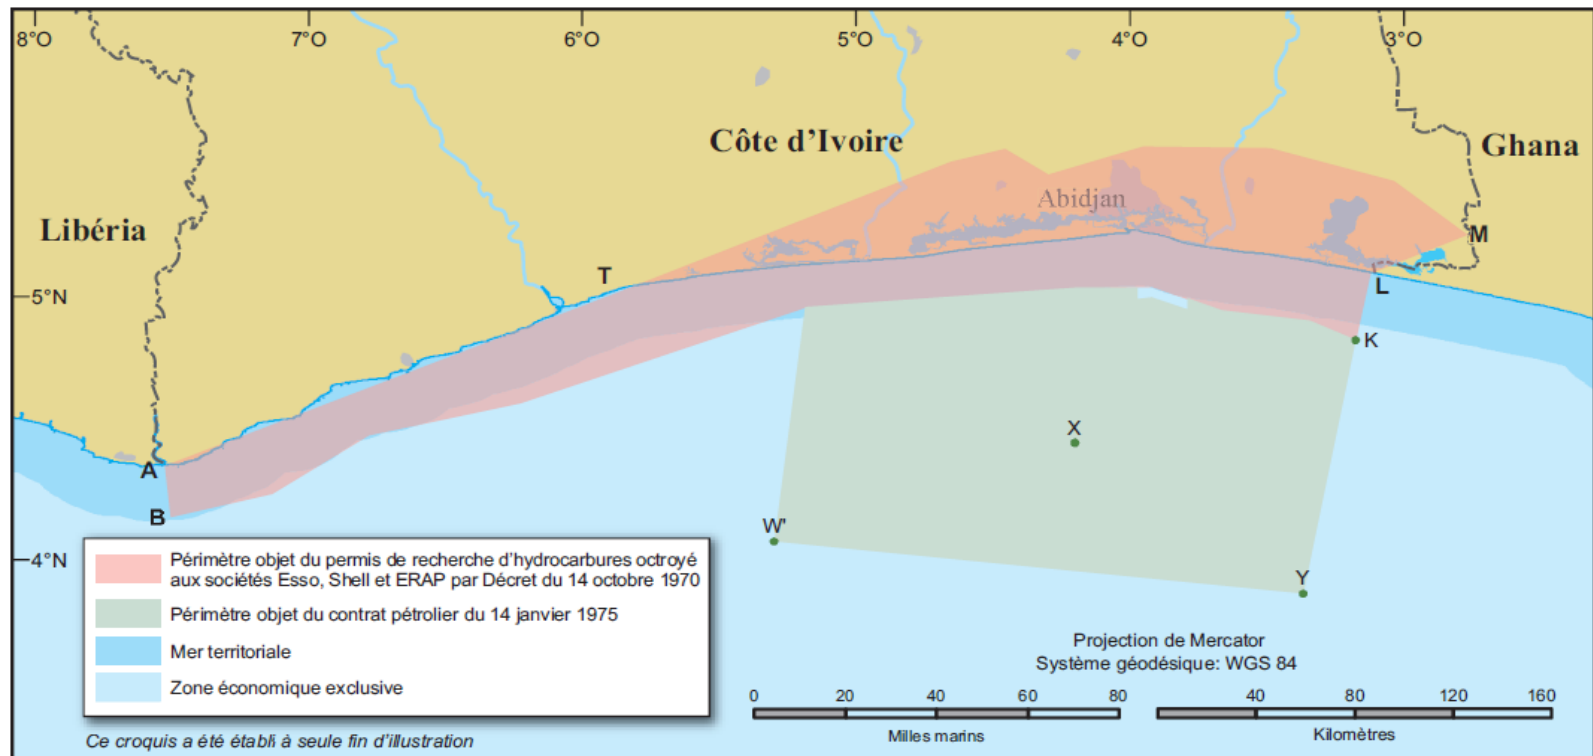 8°O 7°O 6°O 5°O 4°O 3°O
Côte d'Ivoire
Ghana
Abidjan
Libéria
M
T
L
5°N
K
X
A
B
W'
4°N
Y
Périmètre objet du permis de recherche d'hydrocarbures octroyé
aux sociétés Esso, Shell et ERAP par Décret du 14 octobre 1970
Périmètre objet du contrat pétrolier du 14 janvier 1975
Mer territoriale
Zone économique exclusive
Projection de Mercator
Système géodésique: WGS 84
0 20 40 60 80
Milles marins
40 80 120 160
Kilomètres
Ce croquis a été établi à seule fin d'illustration